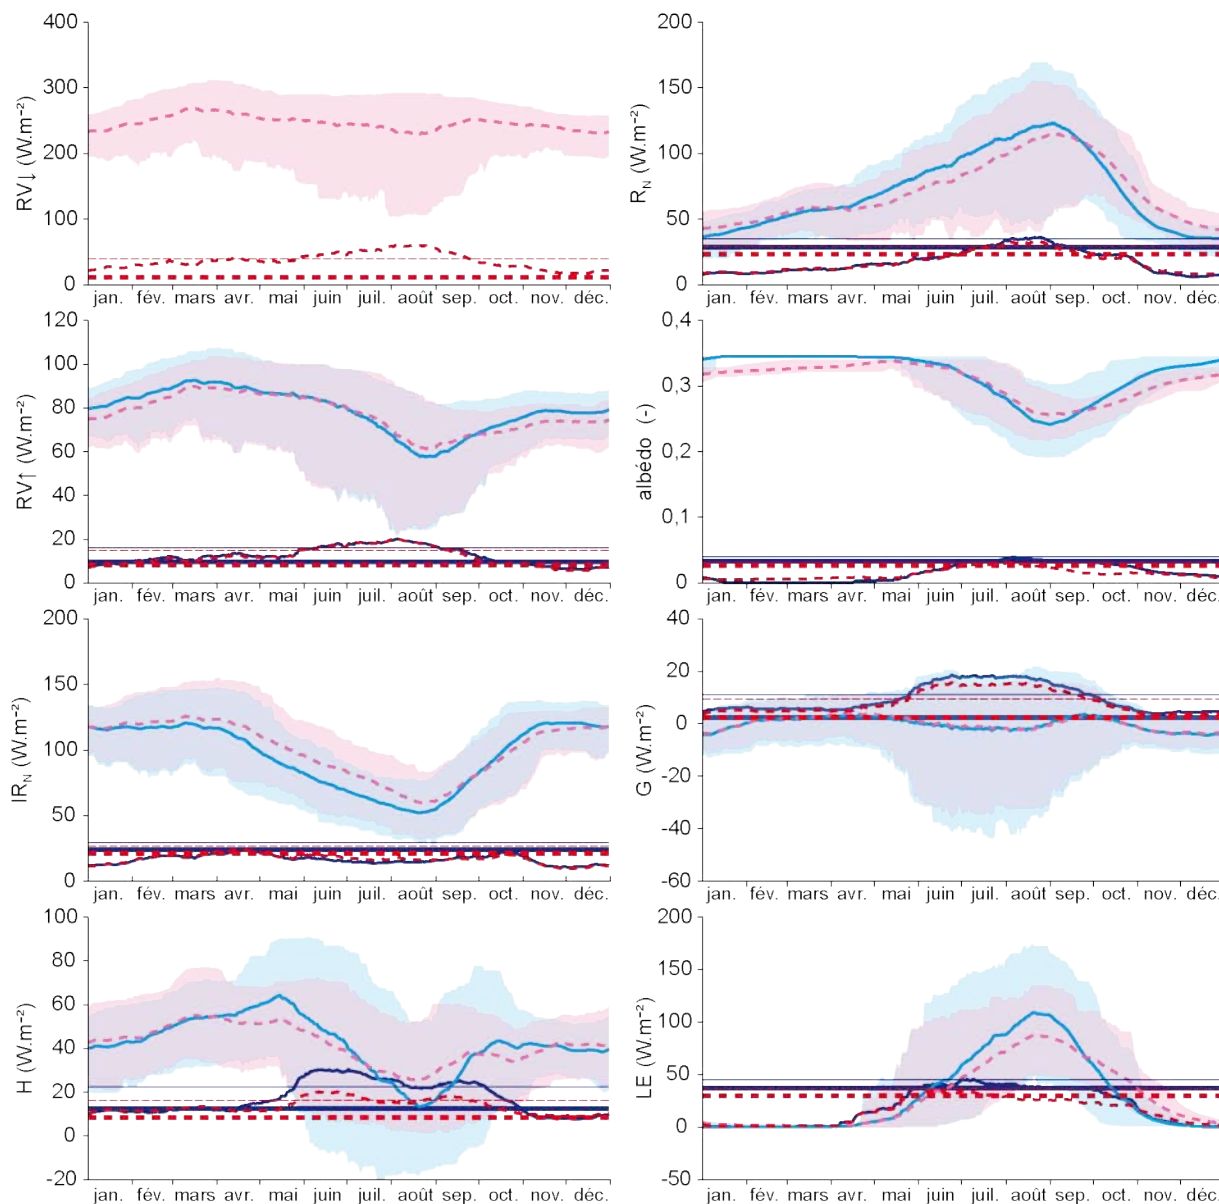 RV↓ (W.m⁻²)
400
300
200
100
0
jan. fév. mars avr. mai juin juil. août sep. oct. nov. déc.
R_N (W.m⁻²)
200
150
100
50
0
jan. fév. mars avr. mai juin juil. août sep. oct. nov. déc.
RV↑ (W.m⁻²)
120
100
80
60
40
20
0
jan. fév. mars avr. mai juin juil. août sep. oct. nov. déc.
albédo (-)
0,4
0,3
0,2
0,1
0
jan. fév. mars avr. mai juin juil. août sep. oct. nov. déc.
IR_N (W.m⁻²)
200
150
100
50
0
jan. fév. mars avr. mai juin juil. août sep. oct. nov. déc.
G (W.m⁻²)
40
20
0
-20
-40
-60
jan. fév. mars avr. mai juin juil. août sep. oct. nov. déc.
H (W.m⁻²)
100
80
60
40
20
0
-20
jan. fév. mars avr. mai juin juil. août sep. oct. nov. déc.
LE (W.m⁻²)
200
150
100
50
0
-50
jan. fév. mars avr. mai juin juil. août sep. oct. nov. déc.